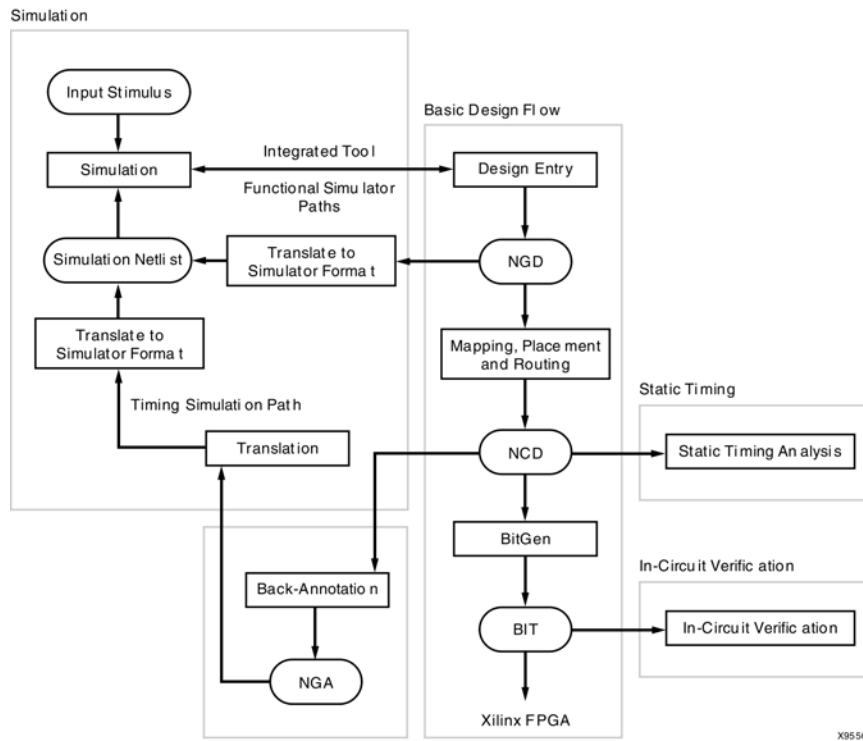 Simulation
Input Stimulus
Basic Design Flow
Integrated Tool
Simulation
Design Entry
Functional Simulator
Paths
Simulation Netlist
Translate to
Simulator Format
NGD
Translate to
Simulator Format
Mapping, Placement
and Routing
Static Timing
Timing Simulation Path
Translation
NCD
Static Timing Analysis
BitGen
In-Circuit Verification
Back-Annotation
BIT
In-Circuit Verification
NGA
Xilinx FPGA